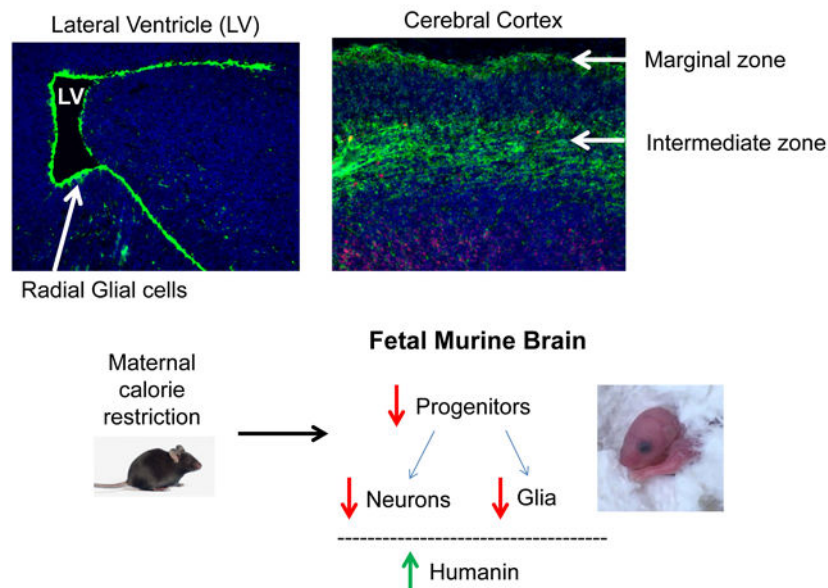 Lateral Ventricle (LV)
Cerebral Cortex
LV
Marginal zone
Intermediate zone
Radial Glial cells
Fetal Murine Brain
Maternal
calorie
restriction
Progenitors
Neurons
Glia
Humanin